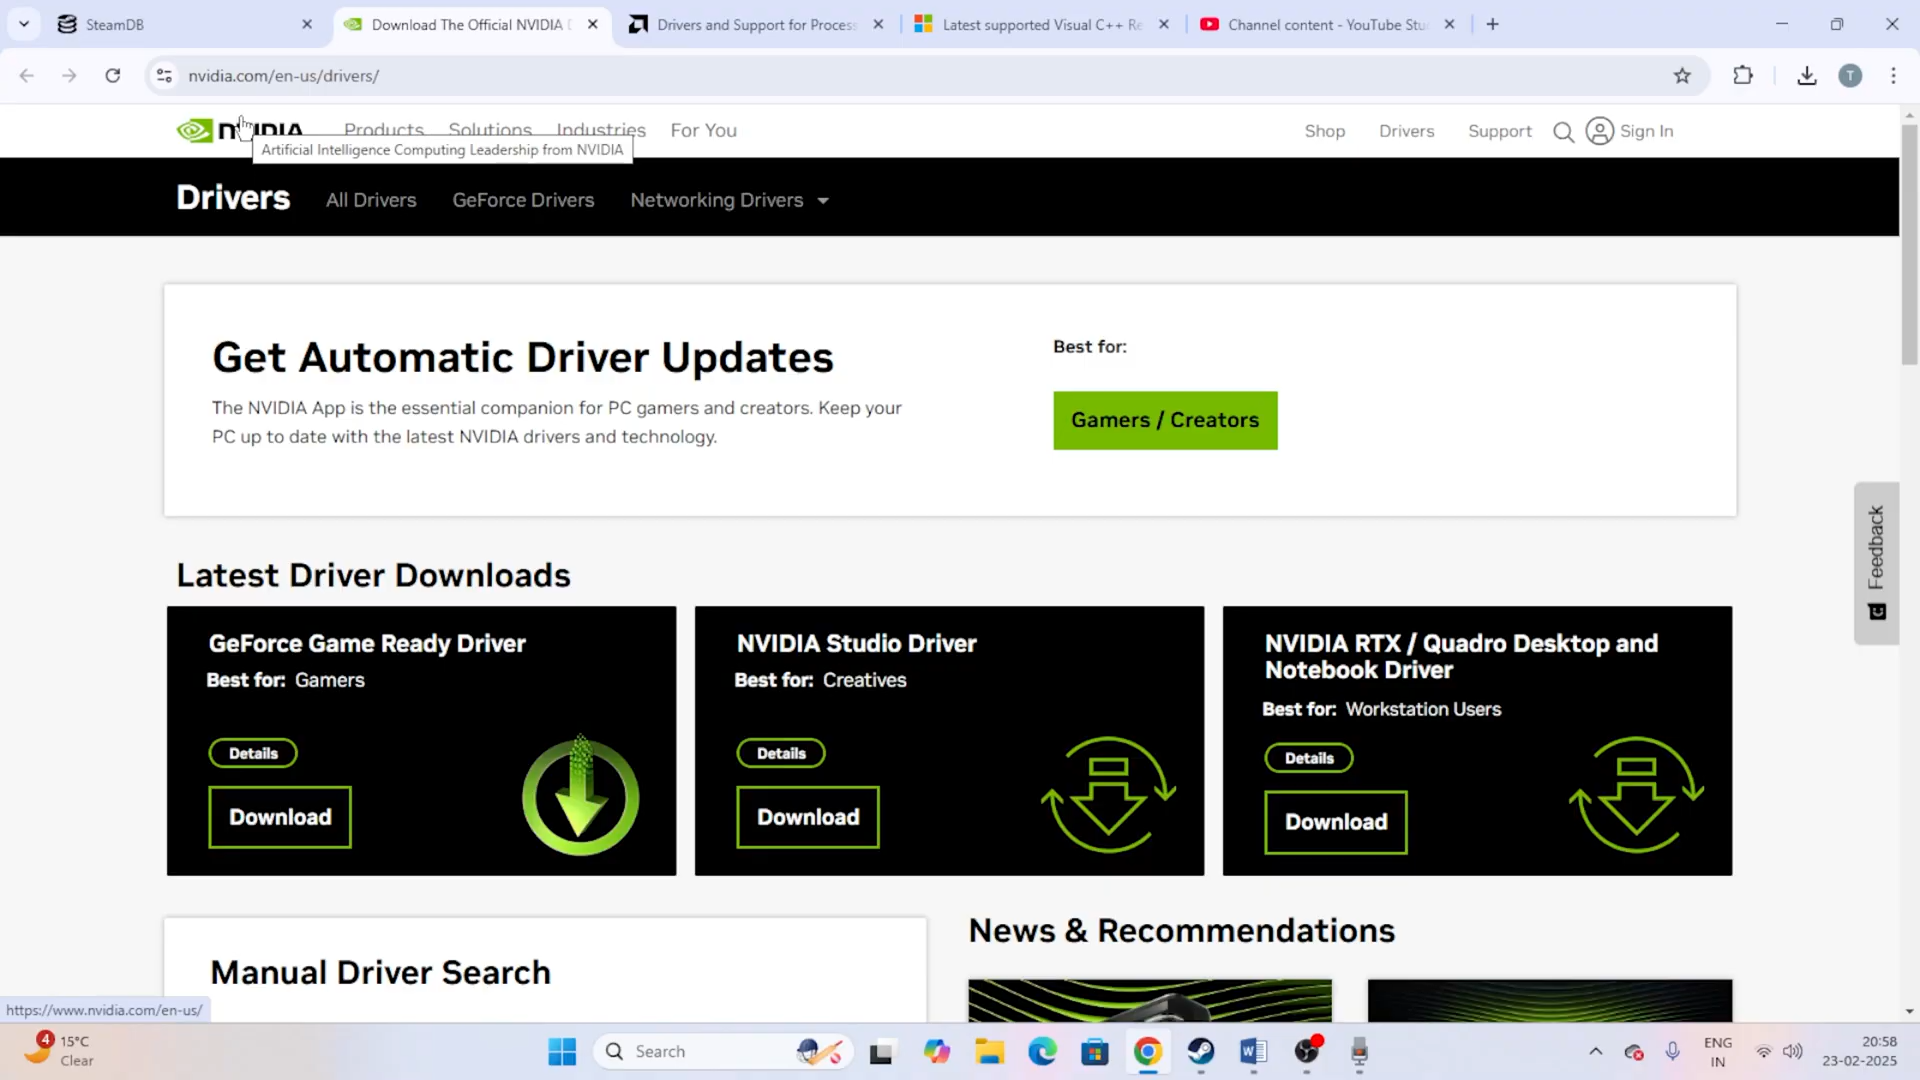 SteamDB
Download The Official NVIDIA D
Drivers and Support for Process
Latest supported Visual C++ Re
Channel content - YouTube Stu
nvidia.com/en-us/drivers/
T
NVIDIA
Products
Solutions
Industries
For You
Shop
Drivers
Support
Sign In
Artificial Intelligence Computing Leadership from NVIDIA
Drivers
All Drivers
GeForce Drivers
Networking Drivers
Get Automatic Driver Updates
The NVIDIA App is the essential companion for PC gamers and creators. Keep your
PC up to date with the latest NVIDIA drivers and technology.
Best for:
Gamers / Creators
Feedback
Latest Driver Downloads
GeForce Game Ready Driver
Best for: Gamers
Details
Download
NVIDIA Studio Driver
Best for: Creatives
Details
Download
NVIDIA RTX / Quadro Desktop and
Notebook Driver
Best for: Workstation Users
Details
Download
Manual Driver Search
News & Recommendations
https://www.nvidia.com/en-us/
4
15°C
Clear
Search
ENG
IN
20:58
23-02-2025